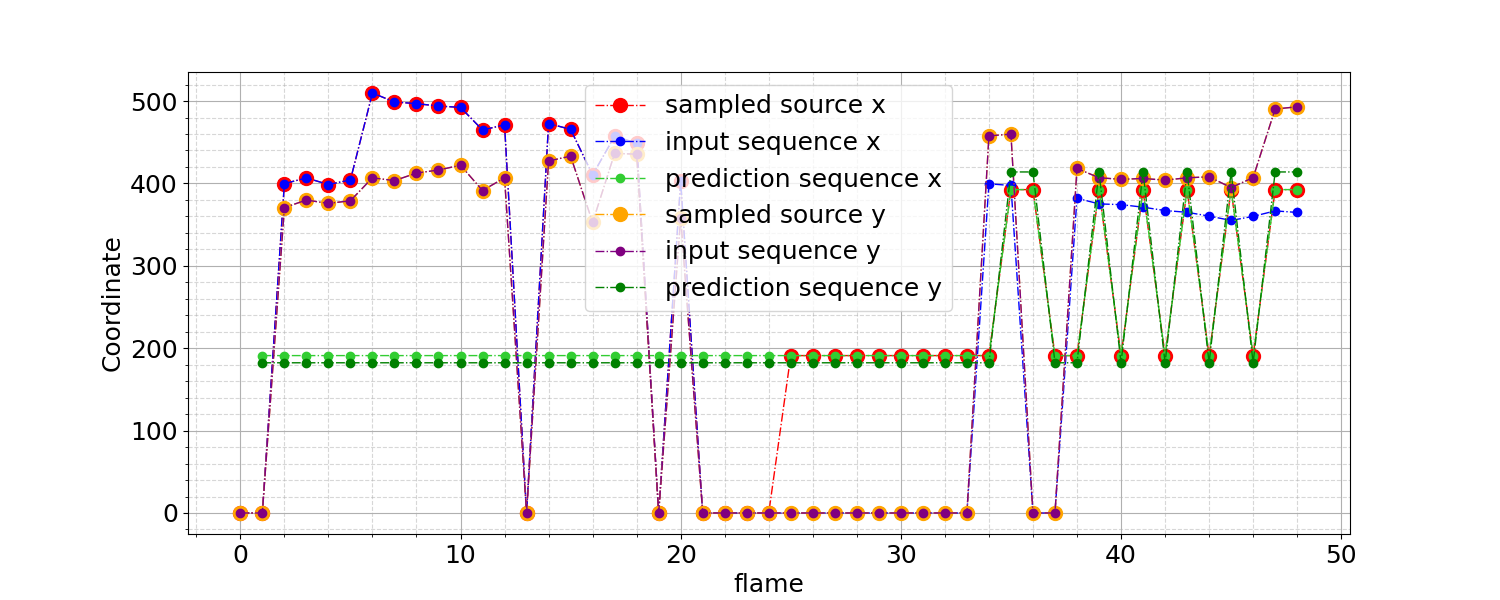 500
400
300
200
100
0
Coordinate
sampled source x
input sequence x
prediction sequence x
sampled source y
input sequence y
prediction sequence y
0 10 20 30 40 50
flame